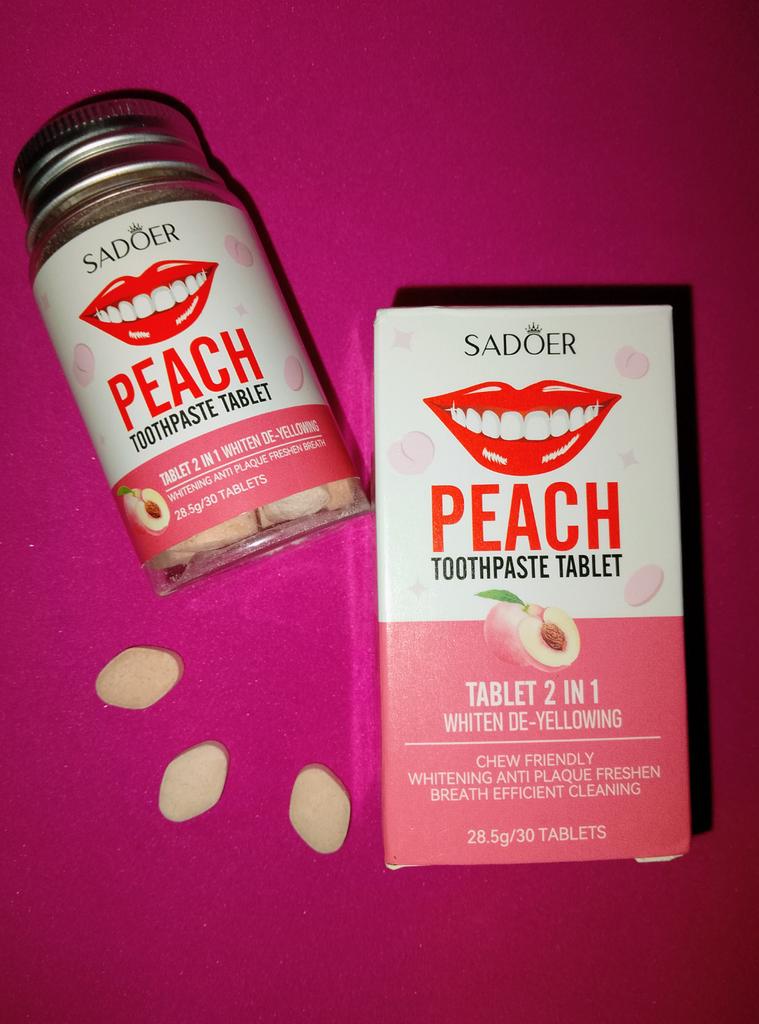 SADOER
PEACH
TOOTHPASTE TABLET
TABLET 2 IN 1 WHITEN DE-YELLOWING
WHITENING ANTI PLAQUE FRESHEN BREATH
28.5g/30 TABLETS
SADOER
PEACH
TOOTHPASTE TABLET
TABLET 2 IN 1
WHITEN DE-YELLOWING
CHEW FRIENDLY
WHITENING ANTI PLAQUE FRESHEN
BREATH EFFICIENT CLEANING
28.5g/30 TABLETS